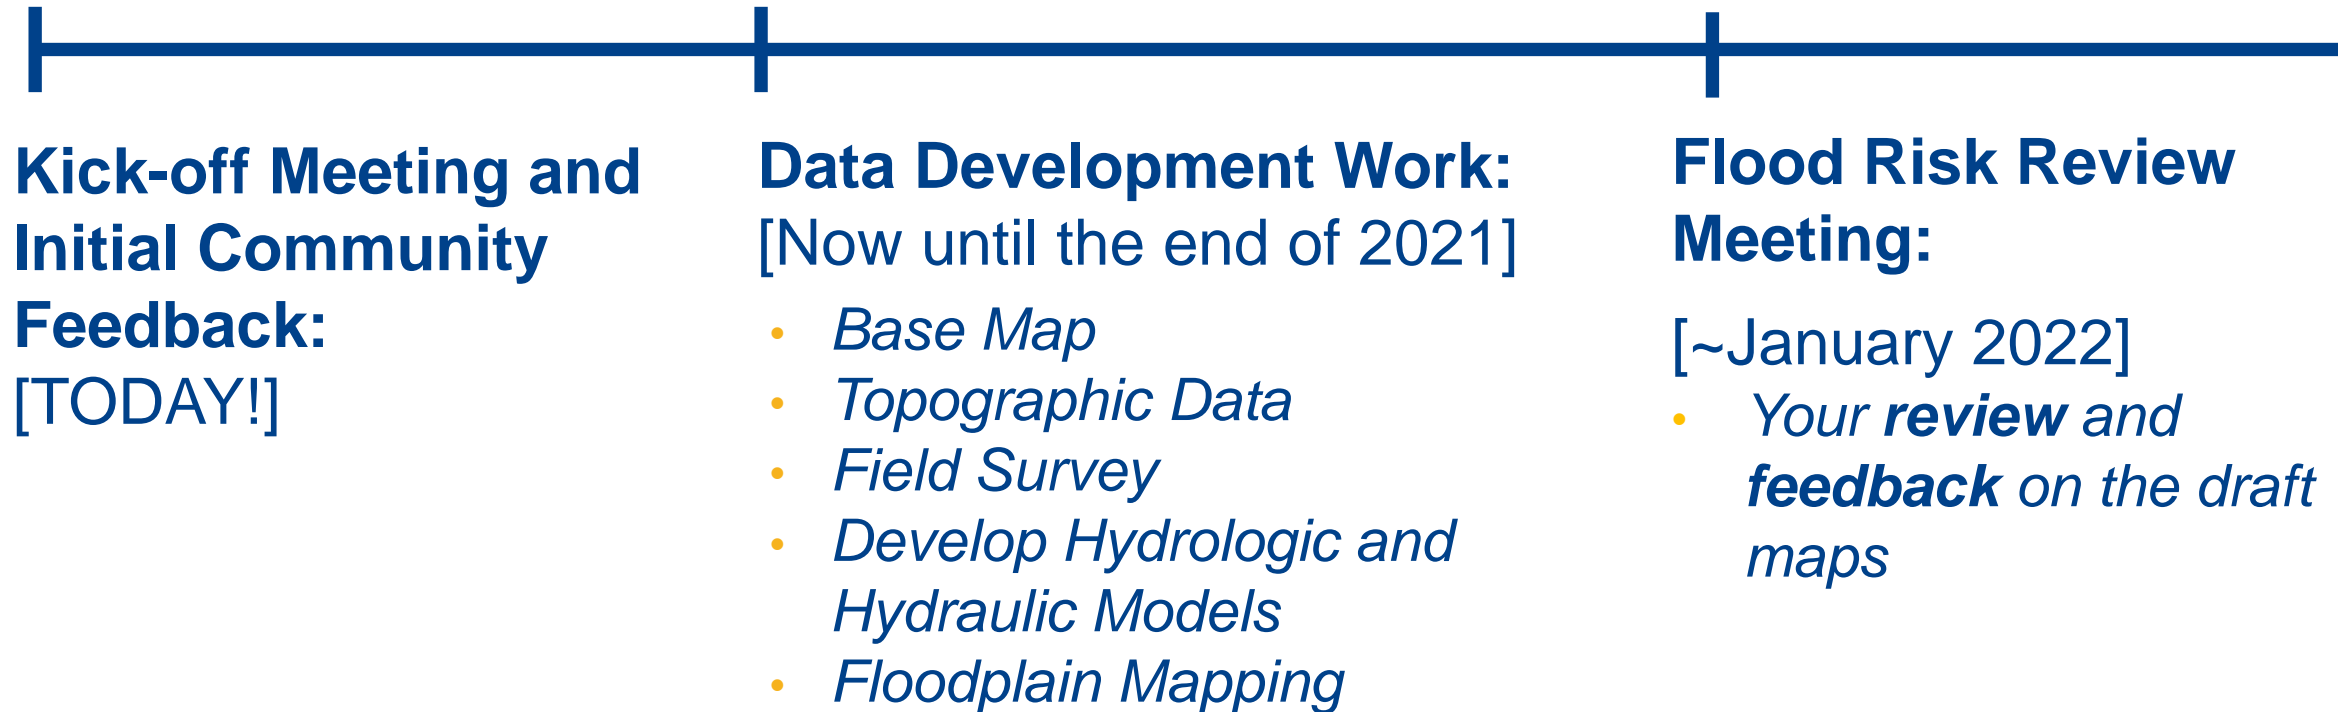 Kick-off Meeting and
Initial Community
Feedback:
[TODAY!]
Data Development Work:
[Now until the end of 2021]
• Base Map
• Topographic Data
• Field Survey
• Develop Hydrologic and
Hydraulic Models
• Floodplain Mapping
Flood Risk Review
Meeting:
[~January 2022]
• Your review and
feedback on the draft
maps